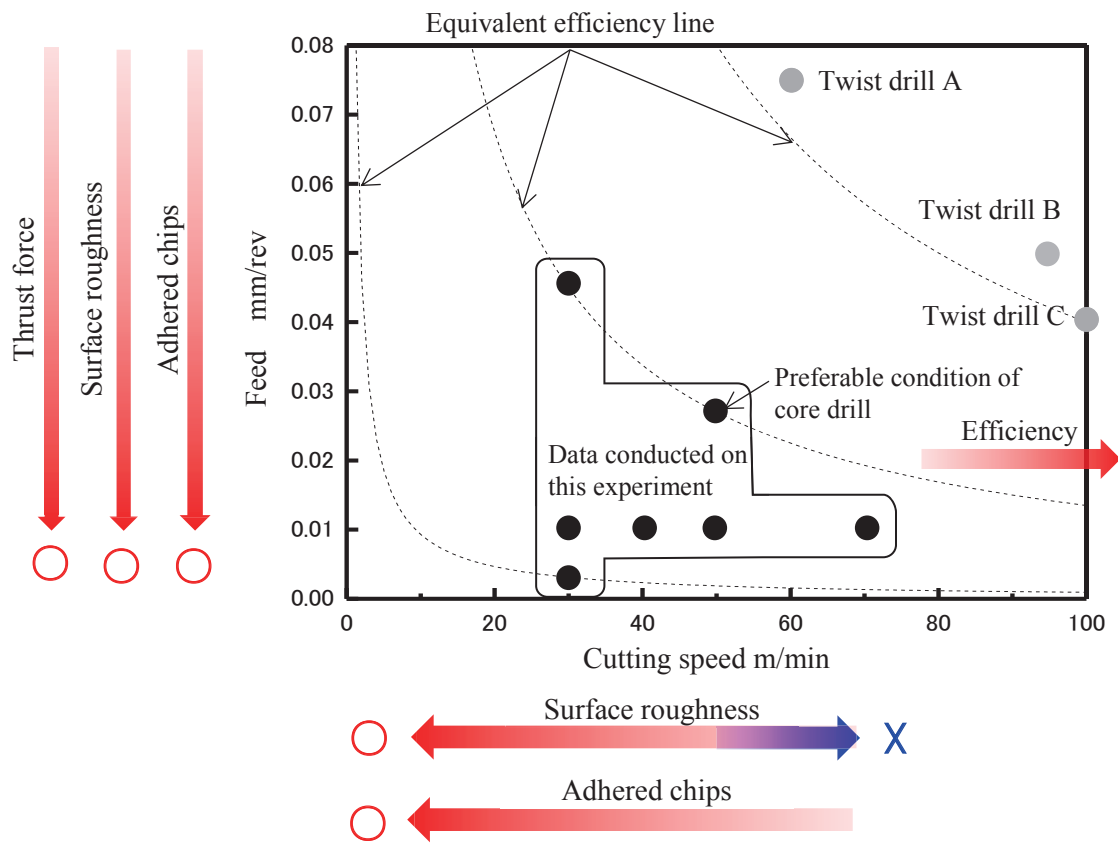 Equivalent efficiency line
0.08
Twist drill A
0.07
0.06
Twist drill B
0.05
Twist drill C
0.04
Preferable condition of
core drill
0.03
Efficiency
Data conducted on
this experiment
0.02
0.01
0.00
Thrust force
Surface roughness
Adhered chips
Feed mm/rev
0
20
40
60
80
100
Cutting speed m/min
Surface roughness
X
Adhered chips